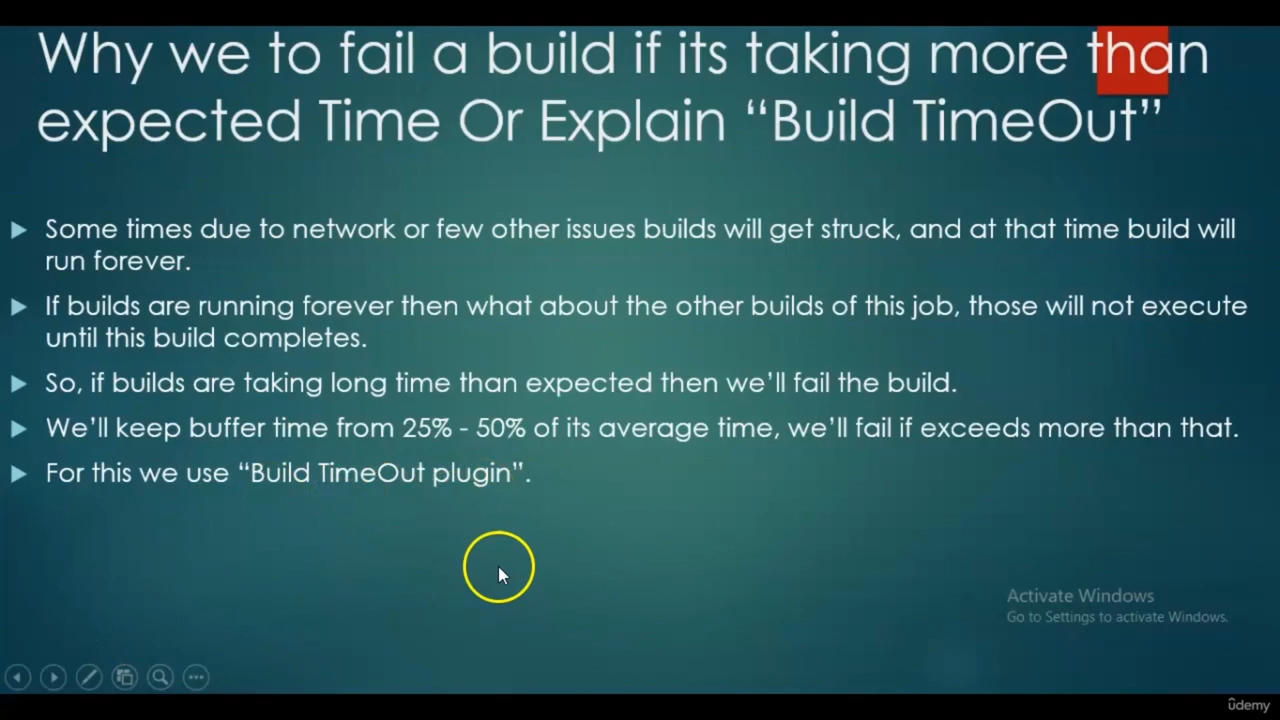 Why we to fail a build if its taking more than
expected Time Or Explain “Build TimeOut”
Some times due to network or few other issues builds will get struck, and at that time build will
run forever.
If builds are running forever then what about the other builds of this job, those will not execute
until this build completes.
So, if builds are taking long time than expected then we’ll fail the build.
We’ll keep buffer time from 25% - 50% of its average time, we’ll fail if exceeds more than that.
For this we use “Build TimeOut plugin”.
Activate Windows
Go to Settings to activate Windows.
ûdemy